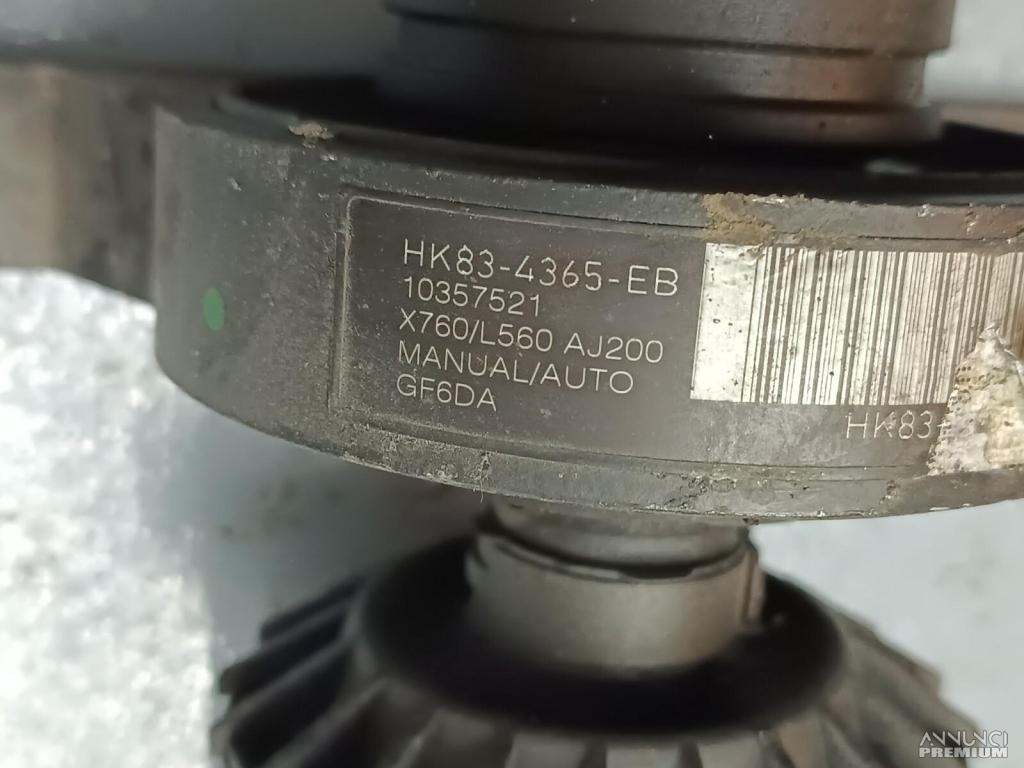 HK83-4365-EB
10357521
X760/L560 AJ200
MANUAL/AUTO
GF6DA
HK83-
ANNUNCI
PREMIUM